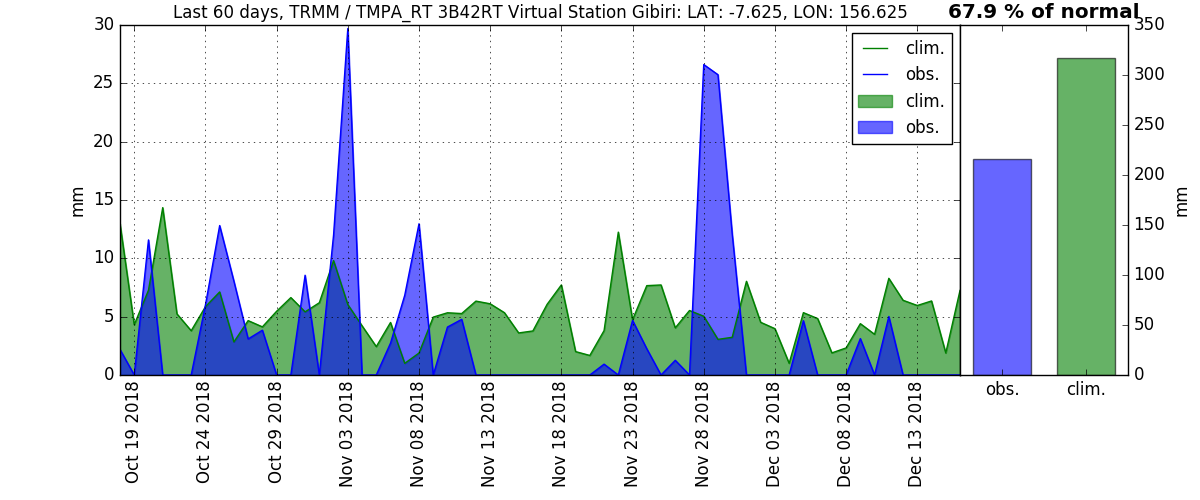 Last 60 days, TRMM / TMPA_RT 3B42RT Virtual Station Gibiri: LAT: -7.625, LON: 156.625
67.9 % of normal
30
25
20
15
10
5
0
mm
clim.
obs.
clim.
obs.
350
300
250
200
150
100
50
0
mm
obs.
clim.
Oct 19 2018
Oct 24 2018
Oct 29 2018
Nov 03 2018
Nov 08 2018
Nov 13 2018
Nov 18 2018
Nov 23 2018
Nov 28 2018
Dec 03 2018
Dec 08 2018
Dec 13 2018